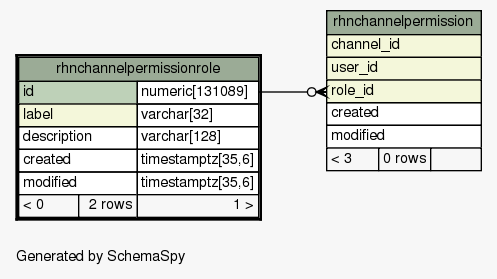 rhnchannelpermission
channel_id
user_id
role_id
created
modified
< 3 0 rows
rhnchannelpermissionrole
id numeric[131089]
label varchar[32]
description varchar[128]
created timestamptz[35,6]
modified timestamptz[35,6]
< 0 2 rows 1 >
Generated by SchemaSpy